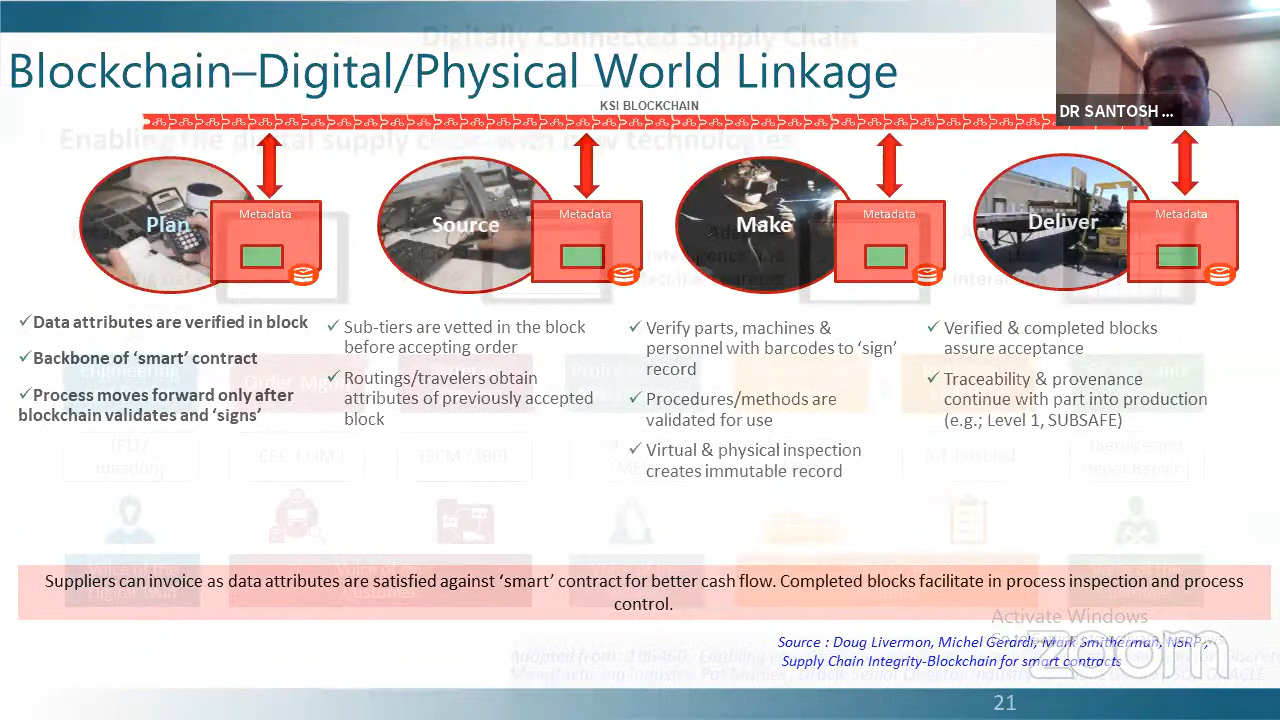 Digitally Connected Supply Chain
Blockchain–Digital/Physical World Linkage
DR SANTOSH ...
KSI BLOCKCHAIN
Enabling the digital supply chain with new technologies
Plan
Metadata
Source
Metadata
Make
Metadata
Deliver
Metadata
✓Data attributes are verified in block
✓Backbone of ‘smart’ contract
✓Process moves forward only after
blockchain validates and ‘signs’
✓ Sub-tiers are vetted in the block
before accepting order
✓ Routings/travelers obtain
attributes of previously accepted
block
✓ Verify parts, machines &
personnel with barcodes to ‘sign’
record
✓ Procedures/methods are
validated for use
✓ Virtual & physical inspection
creates immutable record
✓ Verified & completed blocks
assure acceptance
✓ Traceability & provenance
continue with part into production
(e.g.; Level 1, SUBSAFE)
Suppliers can invoice as data attributes are satisfied against ‘smart’ contract for better cash flow. Completed blocks facilitate in process inspection and process
control.
Activate Windows
Source : Doug Livermon, Michel Gerardi, Mark Smitherman, NSRP,
Supply Chain Integrity-Blockchain for smart contracts
zoom
21